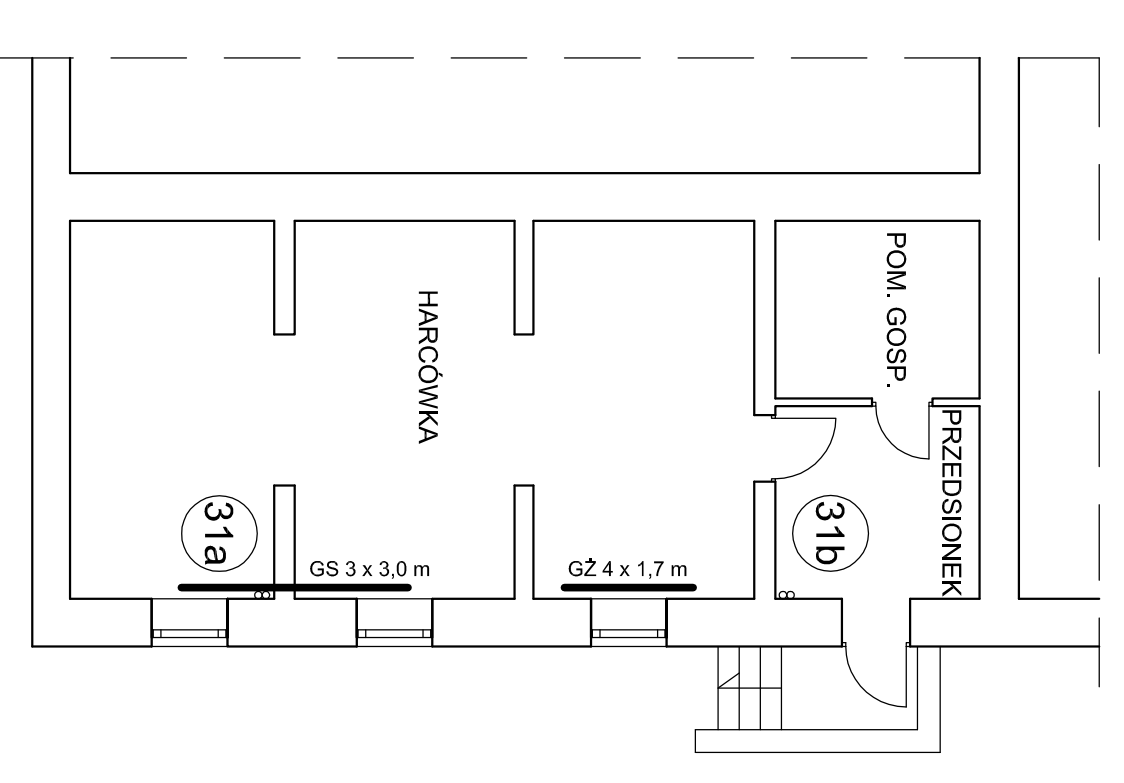 HARCÓWKA
POM. GOSP.
PRZEDSIONEK
31a
31b
GS 3 x 3,0 m
GŻ 4 x 1,7 m